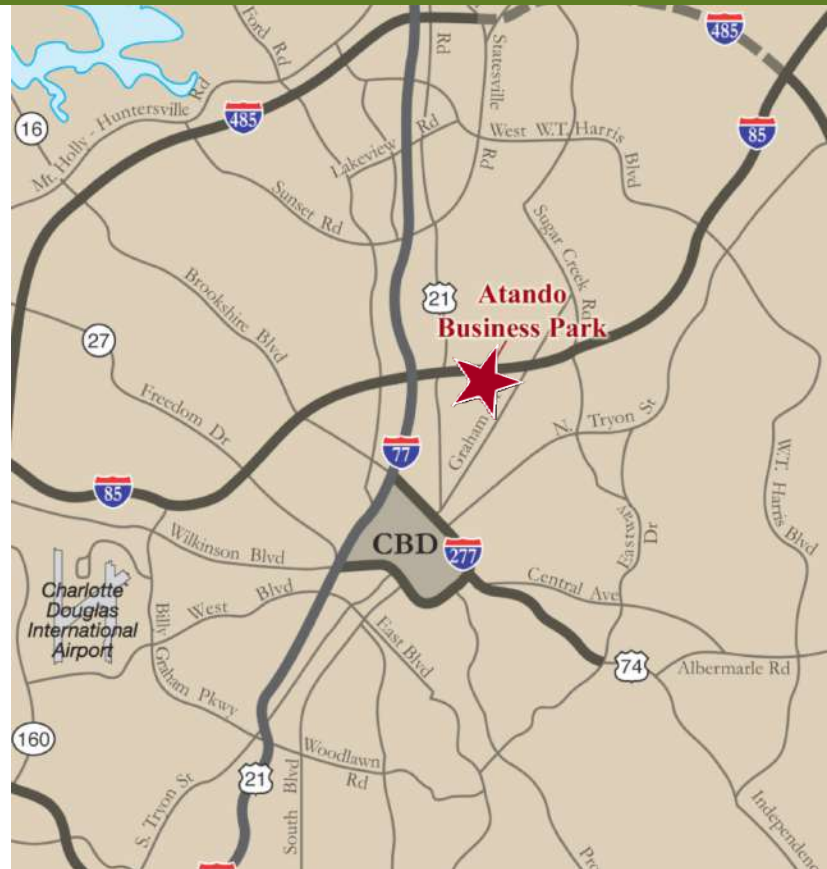 485
Ford Rd
Rd
Statesville
Rd
85
16
Mt. Holly - Huntersville Rd
485
Lakeview Rd
West W.T. Harris Blvd
Sunset Rd
Sugar Creek Rd
Brookshire Blvd
21
Atando
Business Park
27
Freedom Dr
Graham
N. Tryon St
77
85
W.T. Harris Blvd
Eastway Dr
CBD
277
Wilkinson Blvd
Central Ave
Charlotte
Douglas
International
Airport
West Blvd
Billy Graham Pkwy
East Blvd
74
Albermarle Rd
160
Woodlawn
Rd
21
S. Tryon St
South Blvd
Independenc
Pro